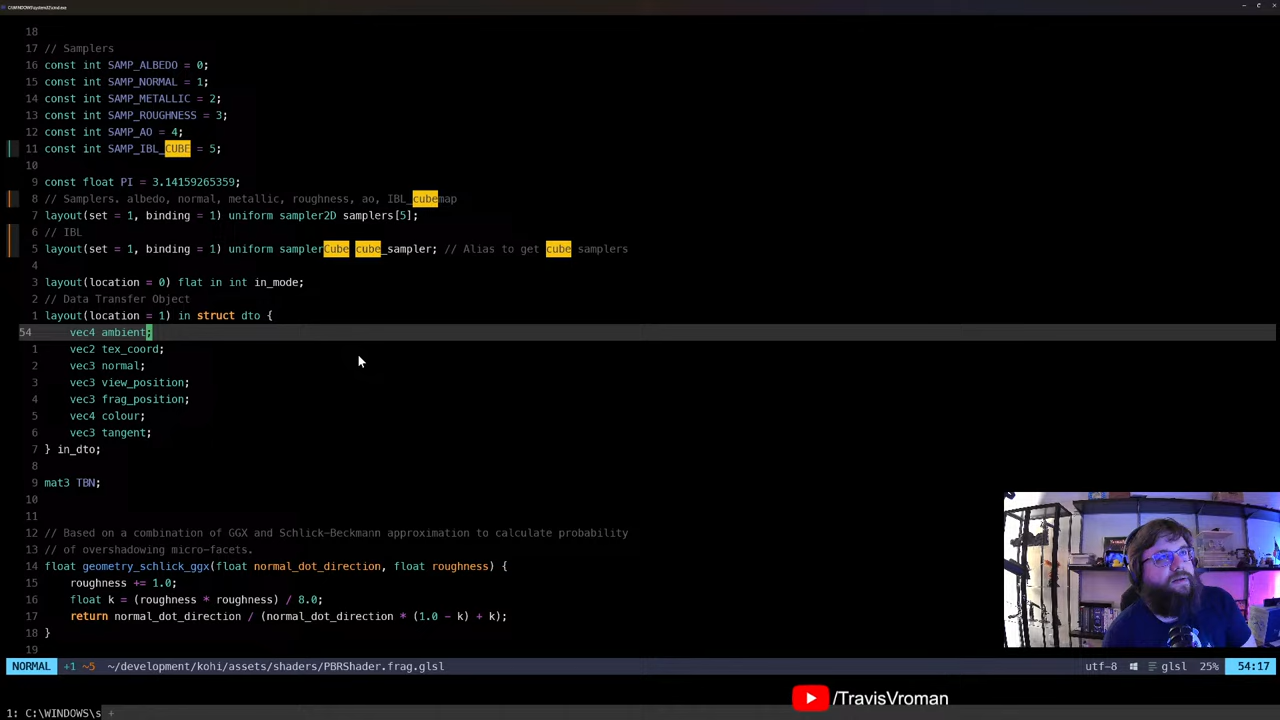 C:\WINDOWS\system32\cmd.exe
18
17 // Samplers
16 const int SAMP_ALBEDO = 0;
15 const int SAMP_NORMAL = 1;
14 const int SAMP_METALLIC = 2;
13 const int SAMP_ROUGHNESS = 3;
12 const int SAMP_AO = 4;
11 const int SAMP_IBL_CUBE = 5;
10
9 const float PI = 3.14159265359;
8 // Samplers. albedo, normal, metallic, roughness, ao, IBL_cubemap
7 layout(set = 1, binding = 1) uniform sampler2D samplers[5];
6 // IBL
5 layout(set = 1, binding = 1) uniform samplerCube cube_sampler; // Alias to get cube samplers
4
3 layout(location = 0) flat in int in_mode;
2 // Data Transfer Object
1 layout(location = 1) in struct dto {
54 vec4 ambient;
1 vec2 tex_coord;
2 vec3 normal;
3 vec3 view_position;
4 vec3 frag_position;
5 vec4 colour;
6 vec3 tangent;
7 } in_dto;
8
9 mat3 TBN;
10
11
12 // Based on a combination of GGX and Schlick-Beckmann approximation to calculate probability
13 // of overshadowing micro-facets.
14 float geometry_schlick_ggx(float normal_dot_direction, float roughness) {
15 roughness += 1.0;
16 float k = (roughness * roughness) / 8.0;
17 return normal_dot_direction / (normal_dot_direction * (1.0 - k) + k);
18 }
19
NORMAL +1 ~5 ~/development/kohi/assets/shaders/PBRShader.frag.glsl utf-8 glsl 25% 54:17
/TravisVroman
1: C:\WINDOWS\s +